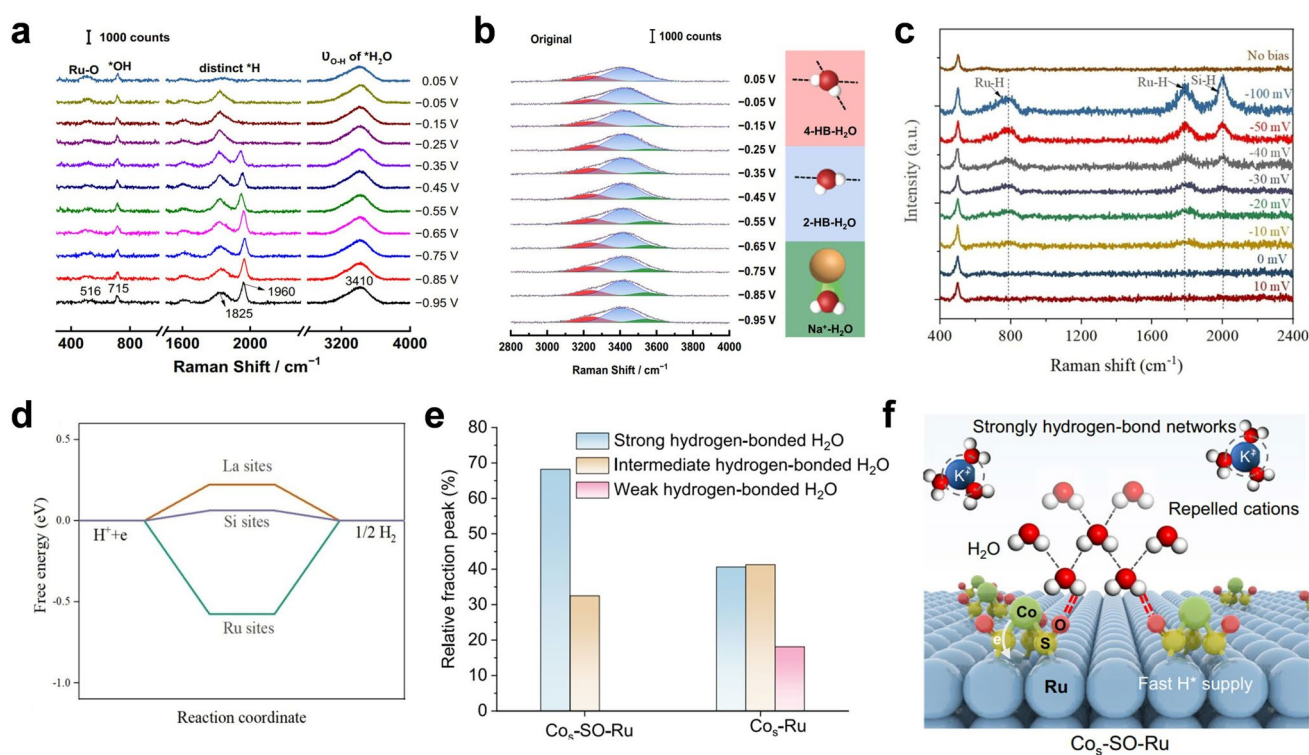 a
1000 counts
Ru-O
*OH
distinct *H
υO-H of *H₂O
0.05 V
−0.05 V
−0.15 V
−0.25 V
−0.35 V
−0.45 V
−0.55 V
−0.65 V
−0.75 V
−0.85 V
−0.95 V
516
715
1825
1960
3410
400 800 1600 2000 3200 4000
Raman Shift / cm⁻¹
b
Original
1000 counts
0.05 V
−0.05 V
−0.15 V
−0.25 V
−0.35 V
−0.45 V
−0.55 V
−0.65 V
−0.75 V
−0.85 V
−0.95 V
4-HB-H₂O
2-HB-H₂O
Na⁺-H₂O
2800 3000 3200 3400 3600 3800 4000
Raman Shift / cm⁻¹
c
Intensity (a.u.)
No bias
Ru-H
Ru-H
Si-H
-100 mV
-50 mV
-40 mV
-30 mV
-20 mV
-10 mV
0 mV
10 mV
400 800 1200 1600 2000 2400
Raman shift (cm⁻¹)
d
Free energy (eV)
0.5
0.0
-0.5
-1.0
La sites
Si sites
Ru sites
H⁺+e
1/2 H₂
Reaction coordinate
e
Relative fraction peak (%)
80
70
60
50
40
30
20
10
0
Strong hydrogen-bonded H₂O
Intermediate hydrogen-bonded H₂O
Weak hydrogen-bonded H₂O
Coₛ-SO-Ru
Coₛ-Ru
f
Strongly hydrogen-bond networks
K⁺
K⁺
Repelled cations
H₂O
Co
O
e
S
Ru
Fast H* supply
Coₛ-SO-Ru